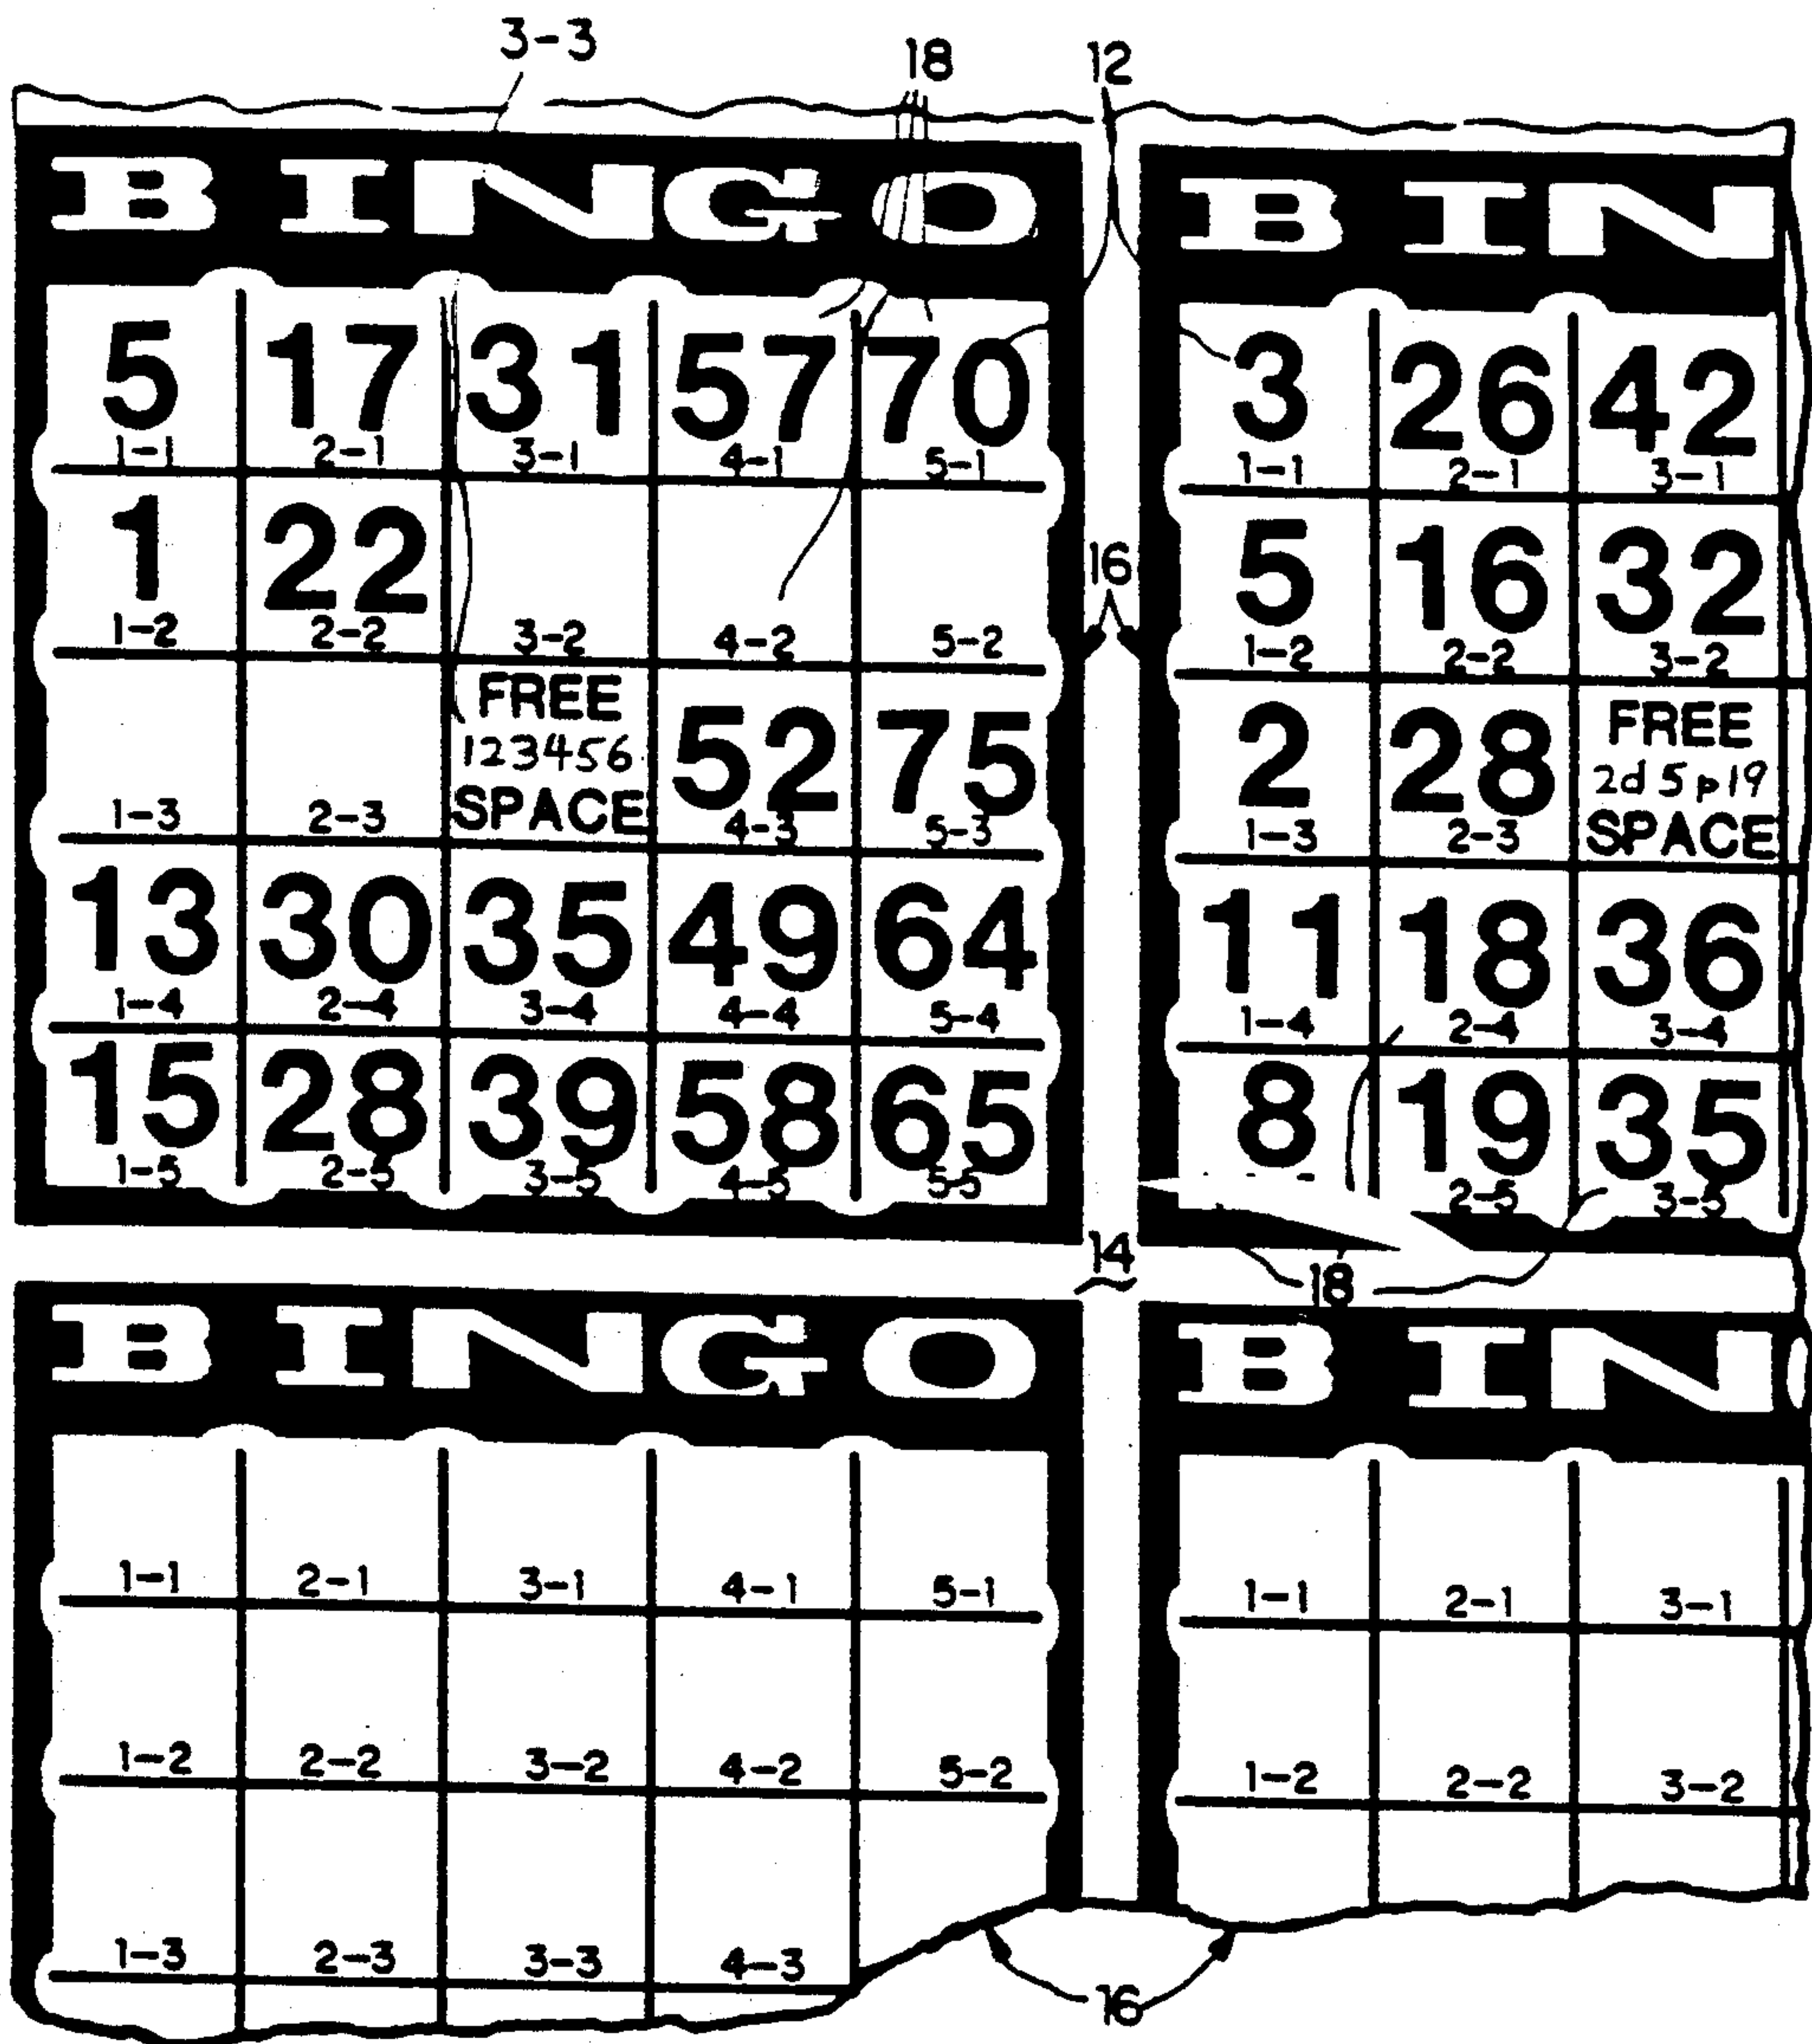 3-3 18 12
BINGO BIN
5 17 31 57 70 3 26 42
1-1 2-1 3-1 4-1 5-1 1-1 2-1 3-1
1 22 16 5 16 32
1-2 2-2 3-2 4-2 5-2 1-2 2-2 3-2
FREE 52 75 2 28 FREE
123456 2d5p19
SPACE SPACE
1-3 2-3 4-3 5-3 1-3 2-3
13 30 35 49 64 11 18 36
1-4 2-4 3-4 4-4 5-4 1-4 2-4 3-4
15 28 39 58 65 8 19 35
1-5 2-5 3-5 4-5 5-5 2-5 3-5
14 18
BINGO BIN
1-1 2-1 3-1 4-1 5-1 1-1 2-1 3-1
1-2 2-2 3-2 4-2 5-2 1-2 2-2 3-2
1-3 2-3 3-3 4-3
16